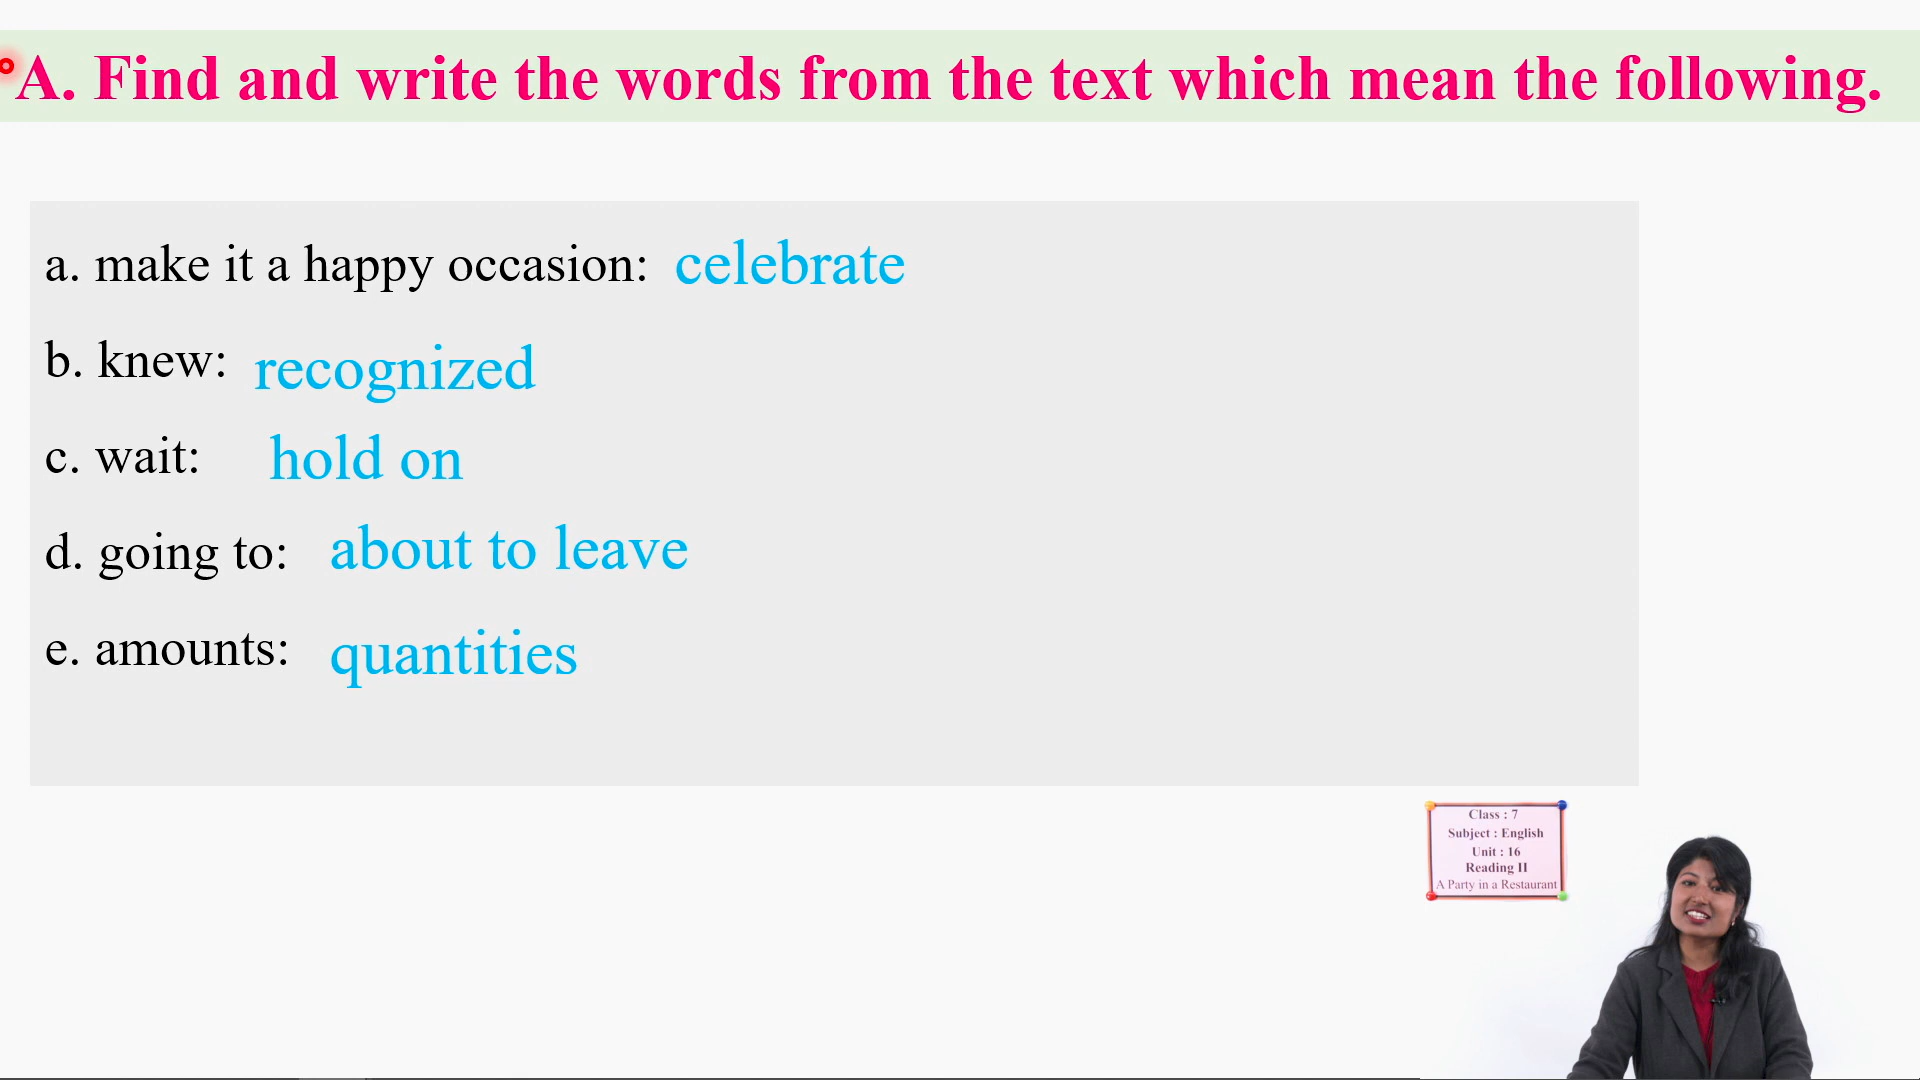 A. Find and write the words from the text which mean the following.
a. make it a happy occasion: celebrate
b. knew: recognized
c. wait: hold on
d. going to: about to leave
e. amounts: quantities
Class : 7
Subject : English
Unit : 16
Reading II
A Party in a Restaurant